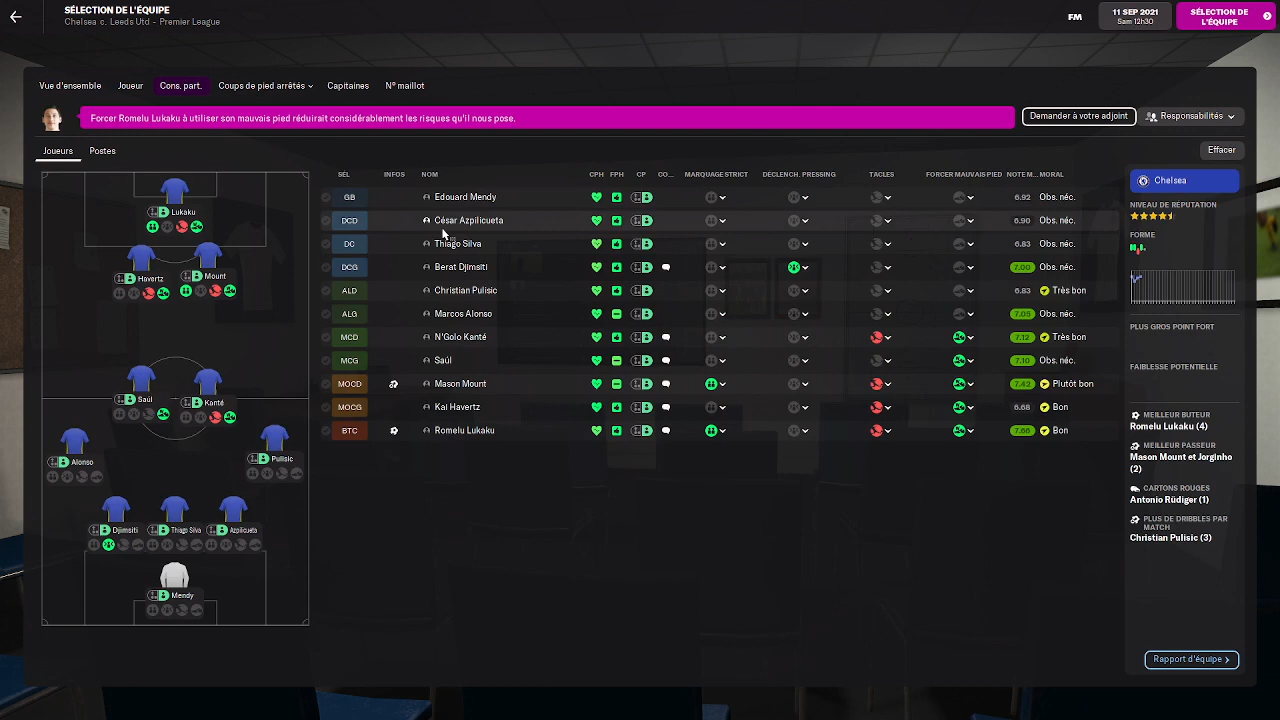 SÉLECTION DE L'ÉQUIPE
Chelsea c. Leeds Utd - Premier League
FM
11 SEP 2021
Sam 12h30
SÉLECTION DE
L'ÉQUIPE
Vue d'ensemble
Joueur
Cons. part.
Coups de pied arrêtés
Capitaines
N° maillot
Forcer Romelu Lukaku à utiliser son mauvais pied réduirait considérablement les risques qu'il nous pose.
Demander à votre adjoint
Responsabilités
Joueurs
Postes
Effacer
Lukaku
Havertz
Mount
Saúl
Kanté
Alonso
Pulisic
Djimsiti
Thiago Silva
Azpilicueta
Mendy
SÉL INFOS NOM CPH FPH CP CO... MARQUAGE STRICT DÉCLENCH. PRESSING TACLES FORCER MAUVAIS PIED NOTE M... MORAL
GB Edouard Mendy 6.92 Obs. néc.
DCD César Azpilicueta 6.90 Obs. néc.
DC Thiago Silva 6.83 Obs. néc.
DCG Berat Djimsiti 7.00 Obs. néc.
ALD Christian Pulisic 6.83 Très bon
ALG Marcos Alonso 7.05 Obs. néc.
MCD N'Golo Kanté 7.12 Très bon
MCG Saúl 7.10 Obs. néc.
MOCD Mason Mount 7.42 Plutôt bon
MOCG Kai Havertz 6.68 Bon
BTC Romelu Lukaku 7.66 Bon
Chelsea
NIVEAU DE RÉPUTATION
FORME
PLUS GROS POINT FORT
FAIBLESSE POTENTIELLE
MEILLEUR BUTEUR
Romelu Lukaku (4)
MEILLEUR PASSEUR
Mason Mount et Jorginho
(2)
CARTONS ROUGES
Antonio Rüdiger (1)
PLUS DE DRIBBLES PAR
MATCH
Christian Pulisic (3)
Rapport d'équipe